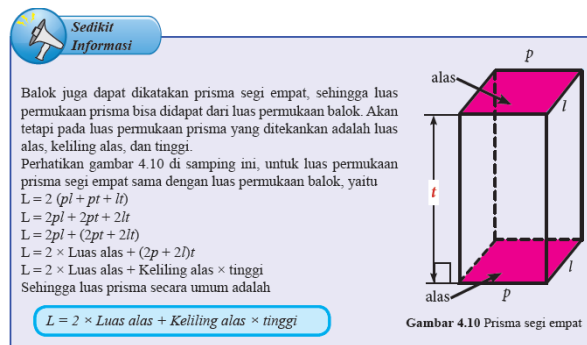 Sedikit
Informasi
Balok juga dapat dikatakan prisma segi empat, sehingga luas
permukaan prisma bisa didapat dari luas permukaan balok. Akan
tetapi pada luas permukaan prisma yang ditekankan adalah luas
alas, keliling alas, dan tinggi.
Perhatikan gambar 4.10 di samping ini, untuk luas permukaan
prisma segi empat sama dengan luas permukaan balok, yaitu
L = 2 (pl + pt + lt)
L = 2pl + 2pt + 2lt
L = 2pl + (2pt + 2lt)
L = 2 × Luas alas + (2p + 2l)t
L = 2 × Luas alas + Keliling alas × tinggi
Sehingga luas prisma secara umum adalah
L = 2 × Luas alas + Keliling alas × tinggi
p
alas
l
t
l
alas
p
Gambar 4.10 Prisma segi empat